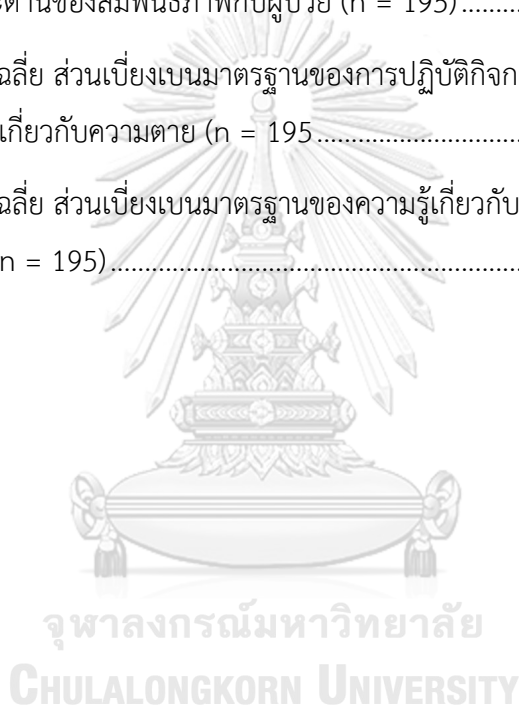 ะด้านของสัมพันธภาพกับผู้ป่วย (n = 195)..........
ฉลี่ย ส่วนเบี่ยงเบนมาตรฐานของการปฏิบัติกิจก
เกี่ยวกับความตาย (n = 195..............................
ฉลี่ย ส่วนเบี่ยงเบนมาตรฐานของความรู้เกี่ยวกับ
n = 195)............................................................
จุฬาลงกรณ์มหาวิทยาลัย
CHULALONGKORN UNIVERSITY